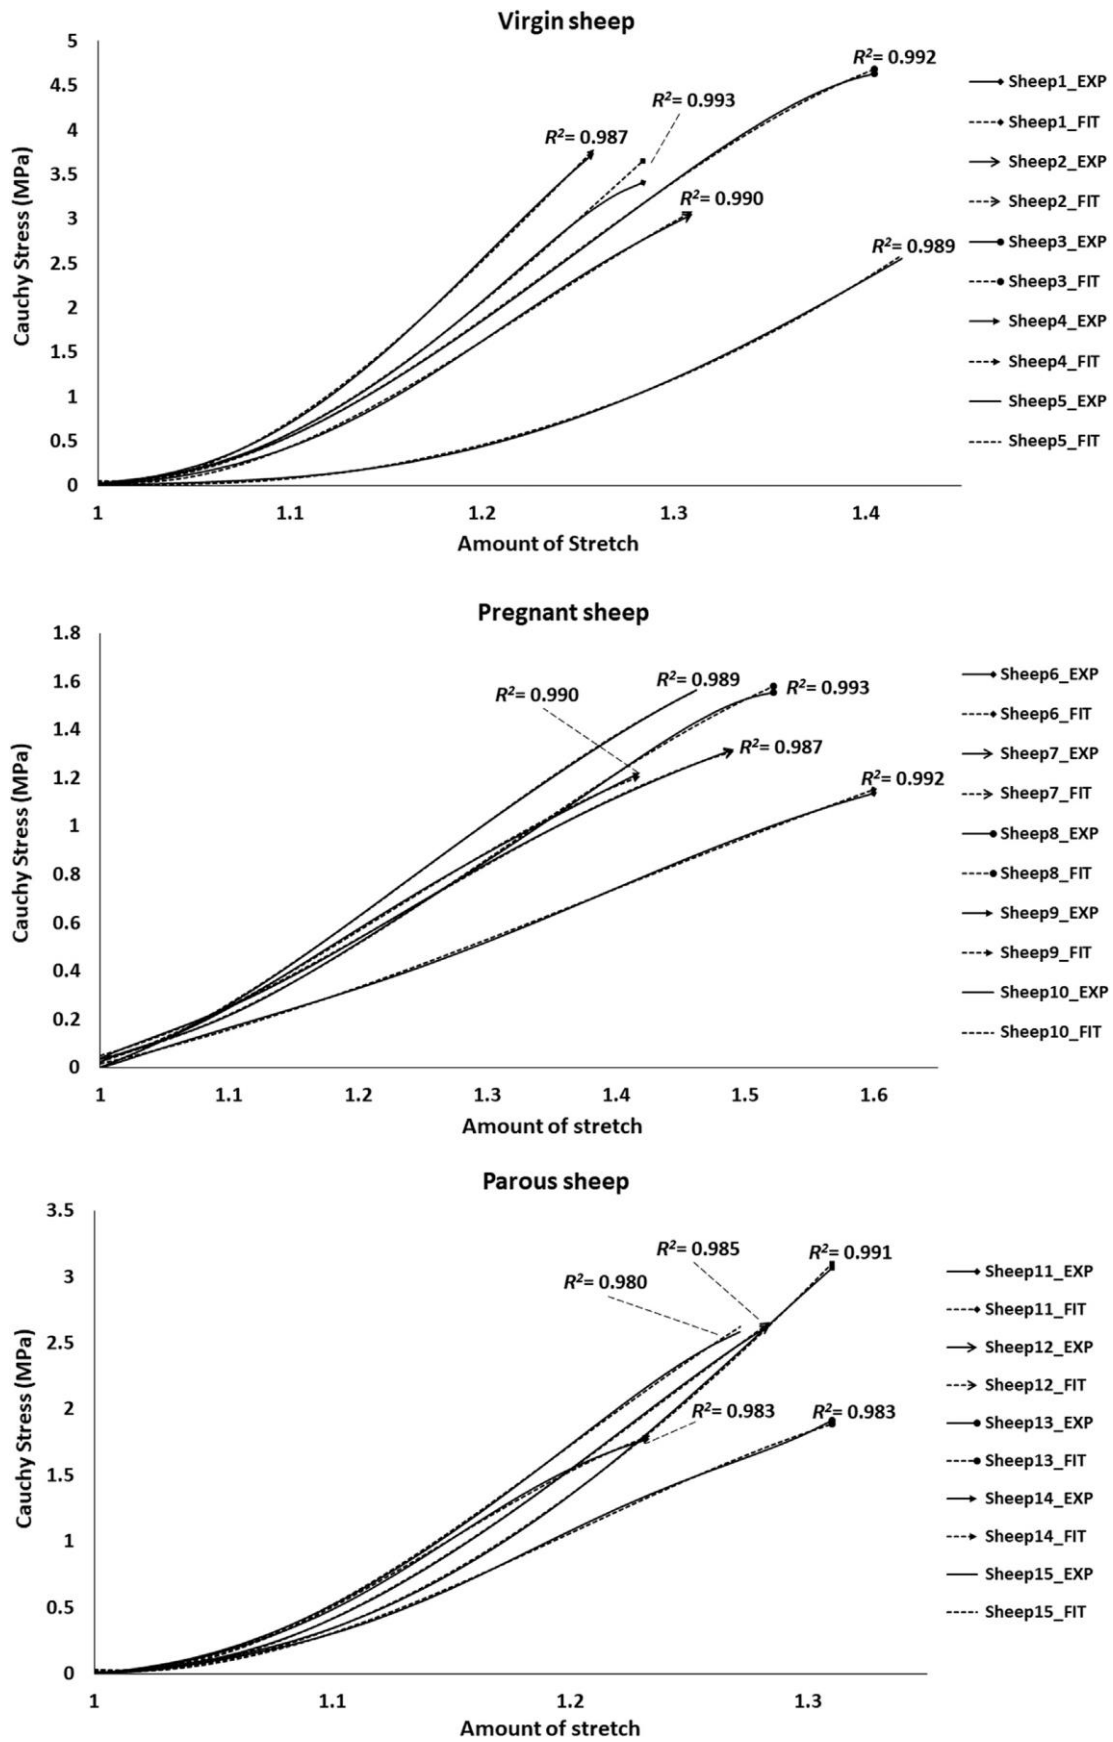 Virgin sheep
Cauchy Stress (MPa)
5
4.5
4
3.5
3
2.5
2
1.5
1
0.5
0
1
1.1
1.2
1.3
1.4
Amount of Stretch
R²= 0.987
R²= 0.993
R²= 0.992
R²= 0.990
R²= 0.989
Sheep1_EXP
Sheep1_FIT
Sheep2_EXP
Sheep2_FIT
Sheep3_EXP
Sheep3_FIT
Sheep4_EXP
Sheep4_FIT
Sheep5_EXP
Sheep5_FIT
Pregnant sheep
Cauchy Stress (MPa)
1.8
1.6
1.4
1.2
1
0.8
0.6
0.4
0.2
0
1
1.1
1.2
1.3
1.4
1.5
1.6
Amount of stretch
R²= 0.990
R²= 0.989
R²= 0.993
R²= 0.987
R²= 0.992
Sheep6_EXP
Sheep6_FIT
Sheep7_EXP
Sheep7_FIT
Sheep8_EXP
Sheep8_FIT
Sheep9_EXP
Sheep9_FIT
Sheep10_EXP
Sheep10_FIT
Parous sheep
Cauchy Stress (MPa)
3.5
3
2.5
2
1.5
1
0.5
0
1
1.1
1.2
1.3
Amount of stretch
R²= 0.980
R²= 0.985
R²= 0.991
R²= 0.983
R²= 0.983
Sheep11_EXP
Sheep11_FIT
Sheep12_EXP
Sheep12_FIT
Sheep13_EXP
Sheep13_FIT
Sheep14_EXP
Sheep14_FIT
Sheep15_EXP
Sheep15_FIT